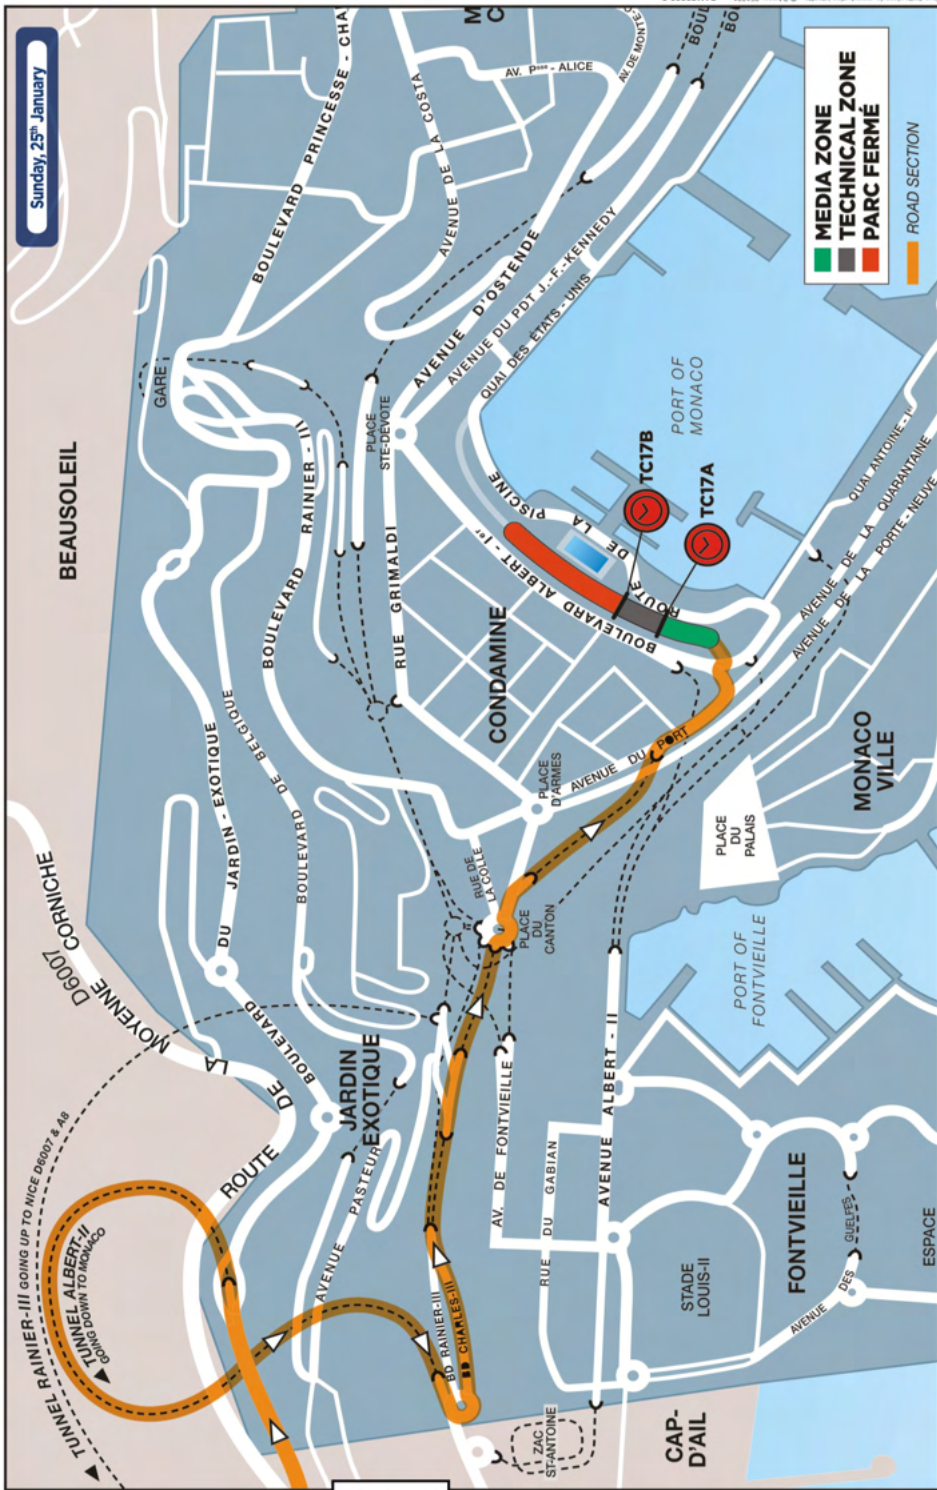 Sunday, 25th January
MEDIA ZONE
TECHNICAL ZONE
PARC FERMÉ
ROAD SECTION
BEAUSOLEIL
GARE
BOULEVARD PRINCESSE - CHA
AVENUE DE LA COSTA
AV. Psse - ALICE
AV. DE MONTE-C
BOUL
BO
M
C
AVENUE D'OSTENDE
AVENUE DU PDT J.-F.-KENNEDY
QUAI DES ÉTATS - UNIS
PLACE
STE-DÉVOTE
BOULEVARD RAINIER - III
RUE GRIMALDI
BOULEVARD ALBERT - Ier
ROUTE DE LA PISCINE
PORT OF
MONACO
TC17B
TC17A
CONDAMINE
QUAI ANTOINE - Ier
AVENUE DE LA QUARANTAINE
AVENUE DE LA PORTE - NEUVE
AVENUE DU PORT
PLACE
D'ARMES
MONACO
VILLE
PLACE
DU
PALAIS
RUE DE
LA COLLE
PLACE
DU
CANTON
PORT OF
FONTVIEILLE
BOULEVARD DU JARDIN - EXOTIQUE
BOULEVARD DE BELGIQUE
D6007
ROUTE DE LA MOYENNE CORNICHE
JARDIN
EXOTIQUE
AVENUE PASTEUR
AV. DE FONTVIEILLE
AVENUE ALBERT - II
RUE DU GABIAN
BD RAINIER-III
BD CHARLES-III
TUNNEL RAINIER-III GOING UP TO NICE D6007 & A8
TUNNEL ALBERT-II
GOING DOWN TO MONACO
STADE
LOUIS-II
FONTVIEILLE
AVENUE DES GUELFES
ESPACE
ZAC
ST-ANTOINE
CAP-
D'AIL